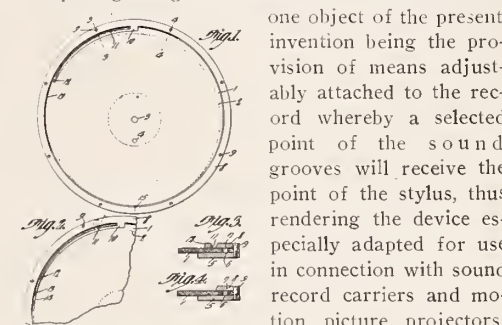 one object of the present
invention being the pro-
vision of means adjust-
ably attached to the rec-
ord whereby a selected
point of the sound
grooves will receive the
point of the stylus, thus
rendering the device es-
pecially adapted for use
in connection with sound
record carriers and mo-
tion picture projectors
Fig.1.
Fig.2.
Fig.3.
Fig.4.